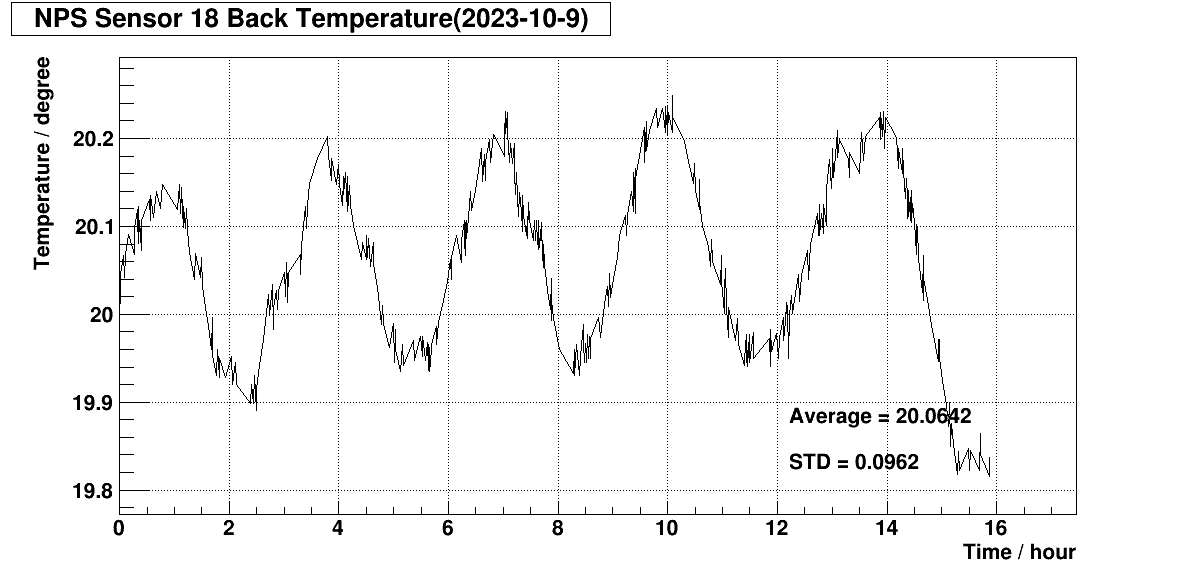 NPS Sensor 18 Back Temperature(2023-10-9)
Temperature / degree
20.2
20.1
20
19.9
19.8
Average = 20.0642
STD = 0.0962
0 2 4 6 8 10 12 14 16
Time / hour